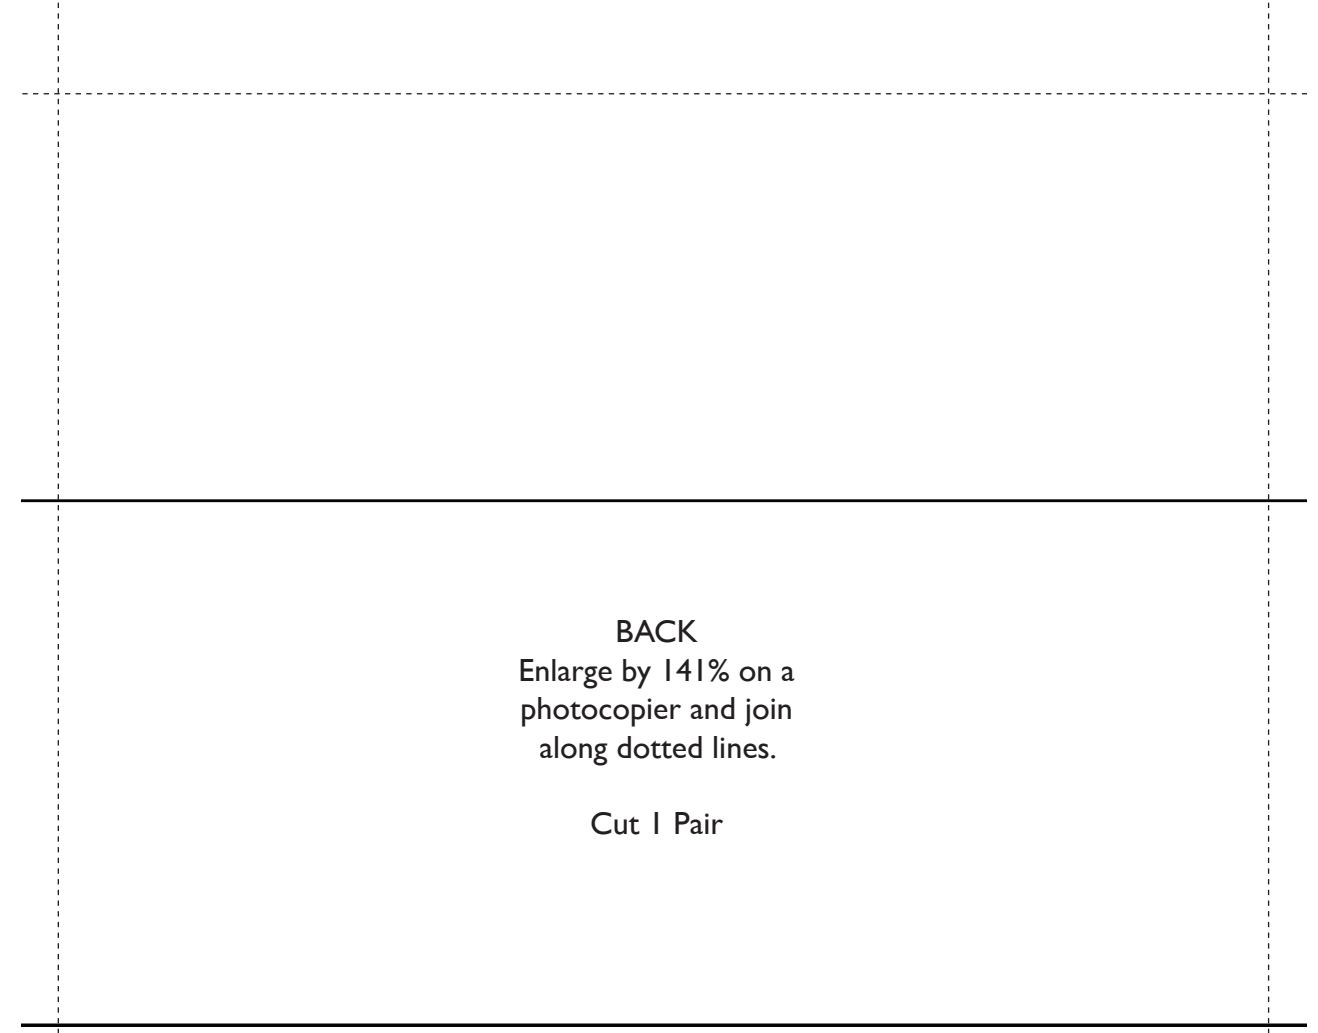 BACK
Enlarge by 141% on a
photocopier and join
along dotted lines.
Cut 1 Pair